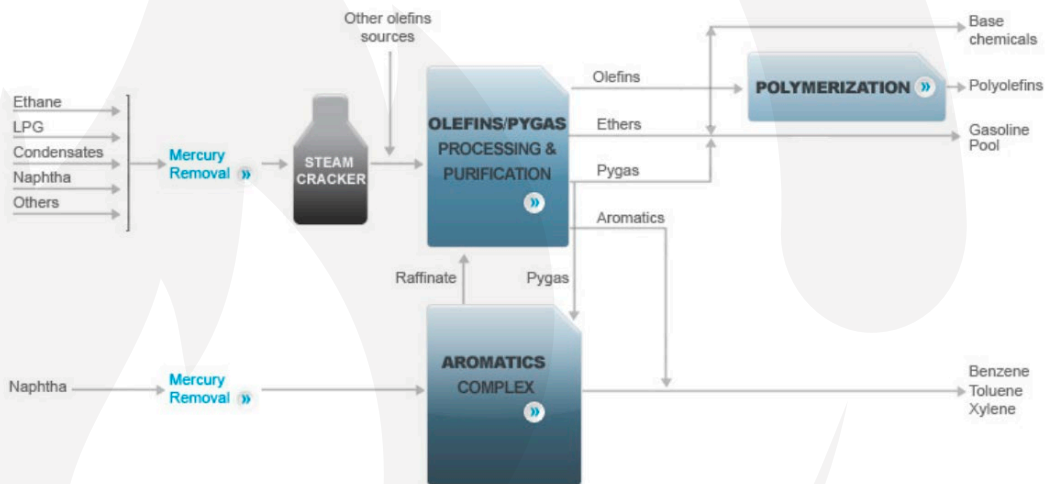 Other olefins
sources
Base
chemicals
Ethane
LPG
Condensates
Naphtha
Others
Mercury
Removal »
STEAM
CRACKER
OLEFINS/PYGAS
PROCESSING &
PURIFICATION
»
Olefins
Ethers
Pygas
Aromatics
POLYMERIZATION »
Polyolefins
Gasoline
Pool
Raffinate
Pygas
Naphtha
Mercury
Removal »
AROMATICS
COMPLEX
»
Benzene
Toluene
Xylene